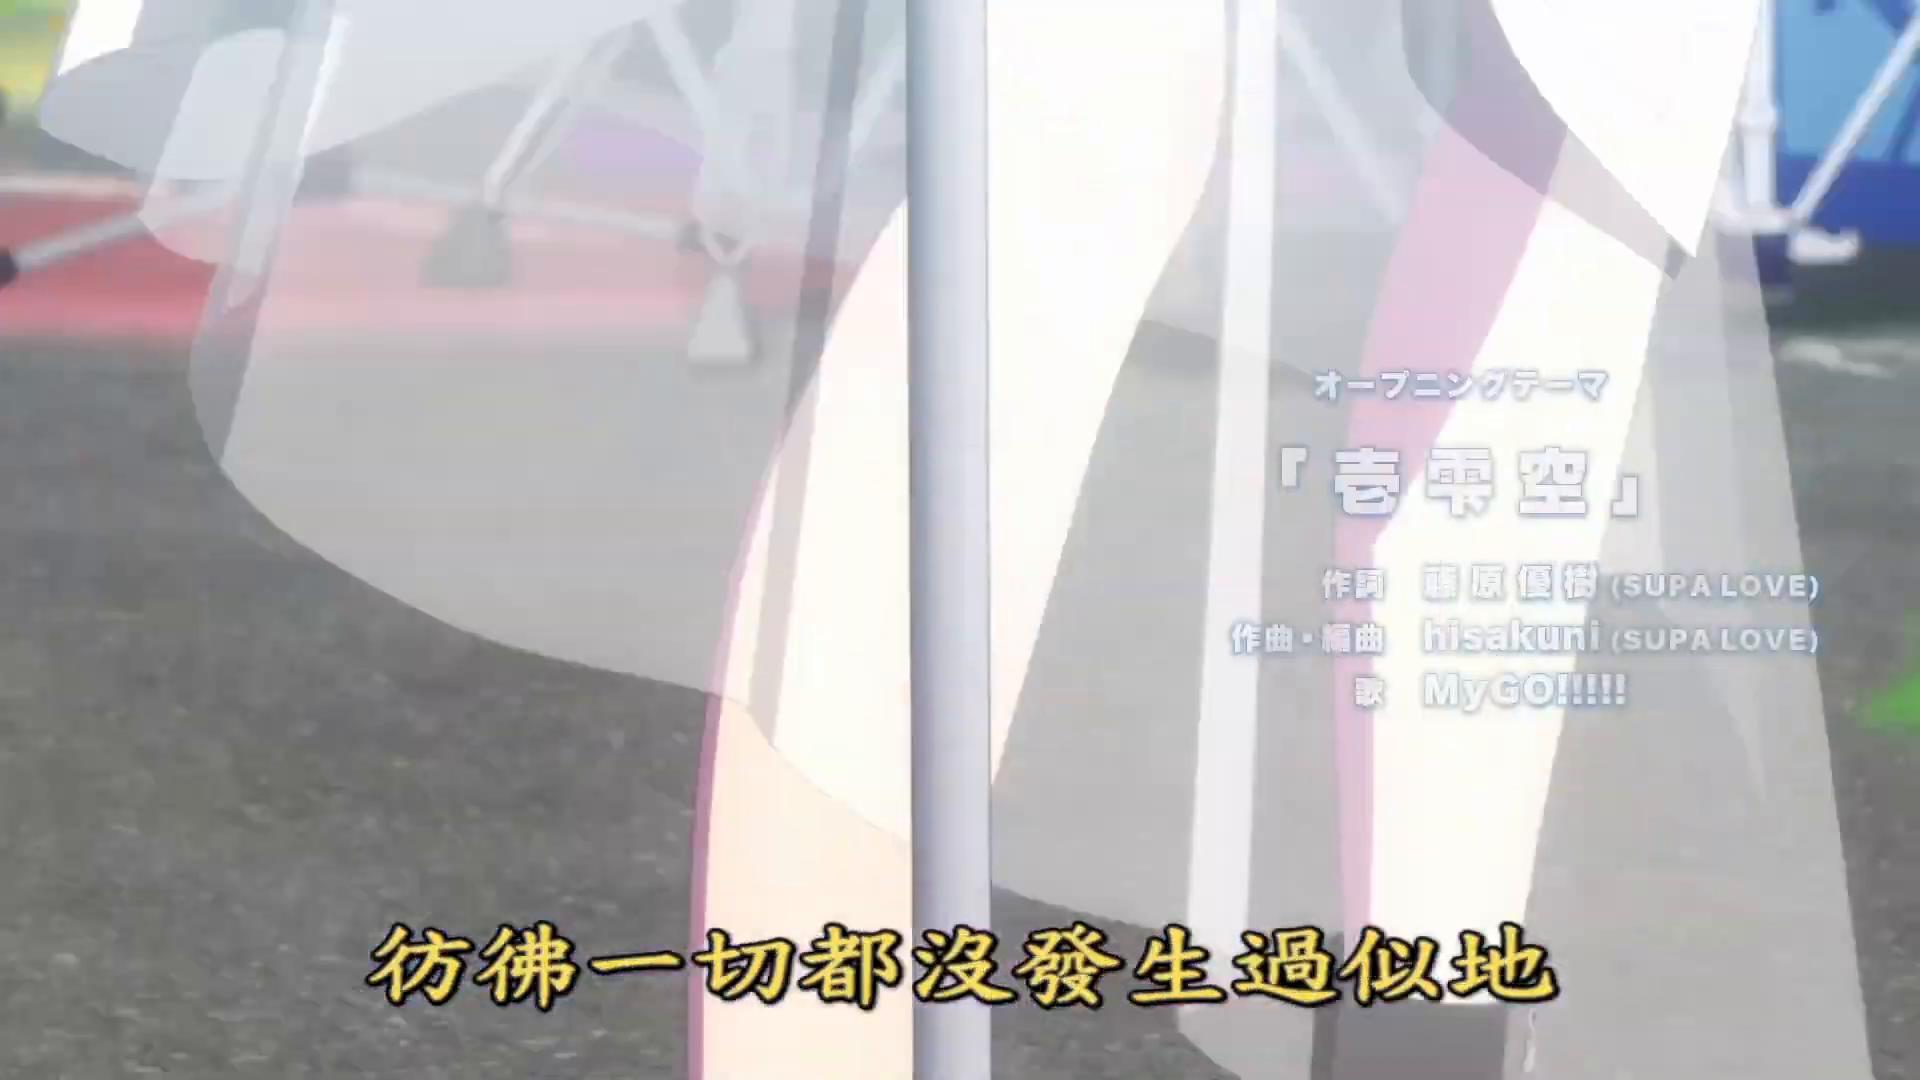 オープニングテーマ
「壱雫空」
作詞 藤原優樹(SUPA LOVE)
作曲・編曲 hisakuni(SUPA LOVE)
歌 MyGO!!!!!
彷彿一切都沒發生過似地